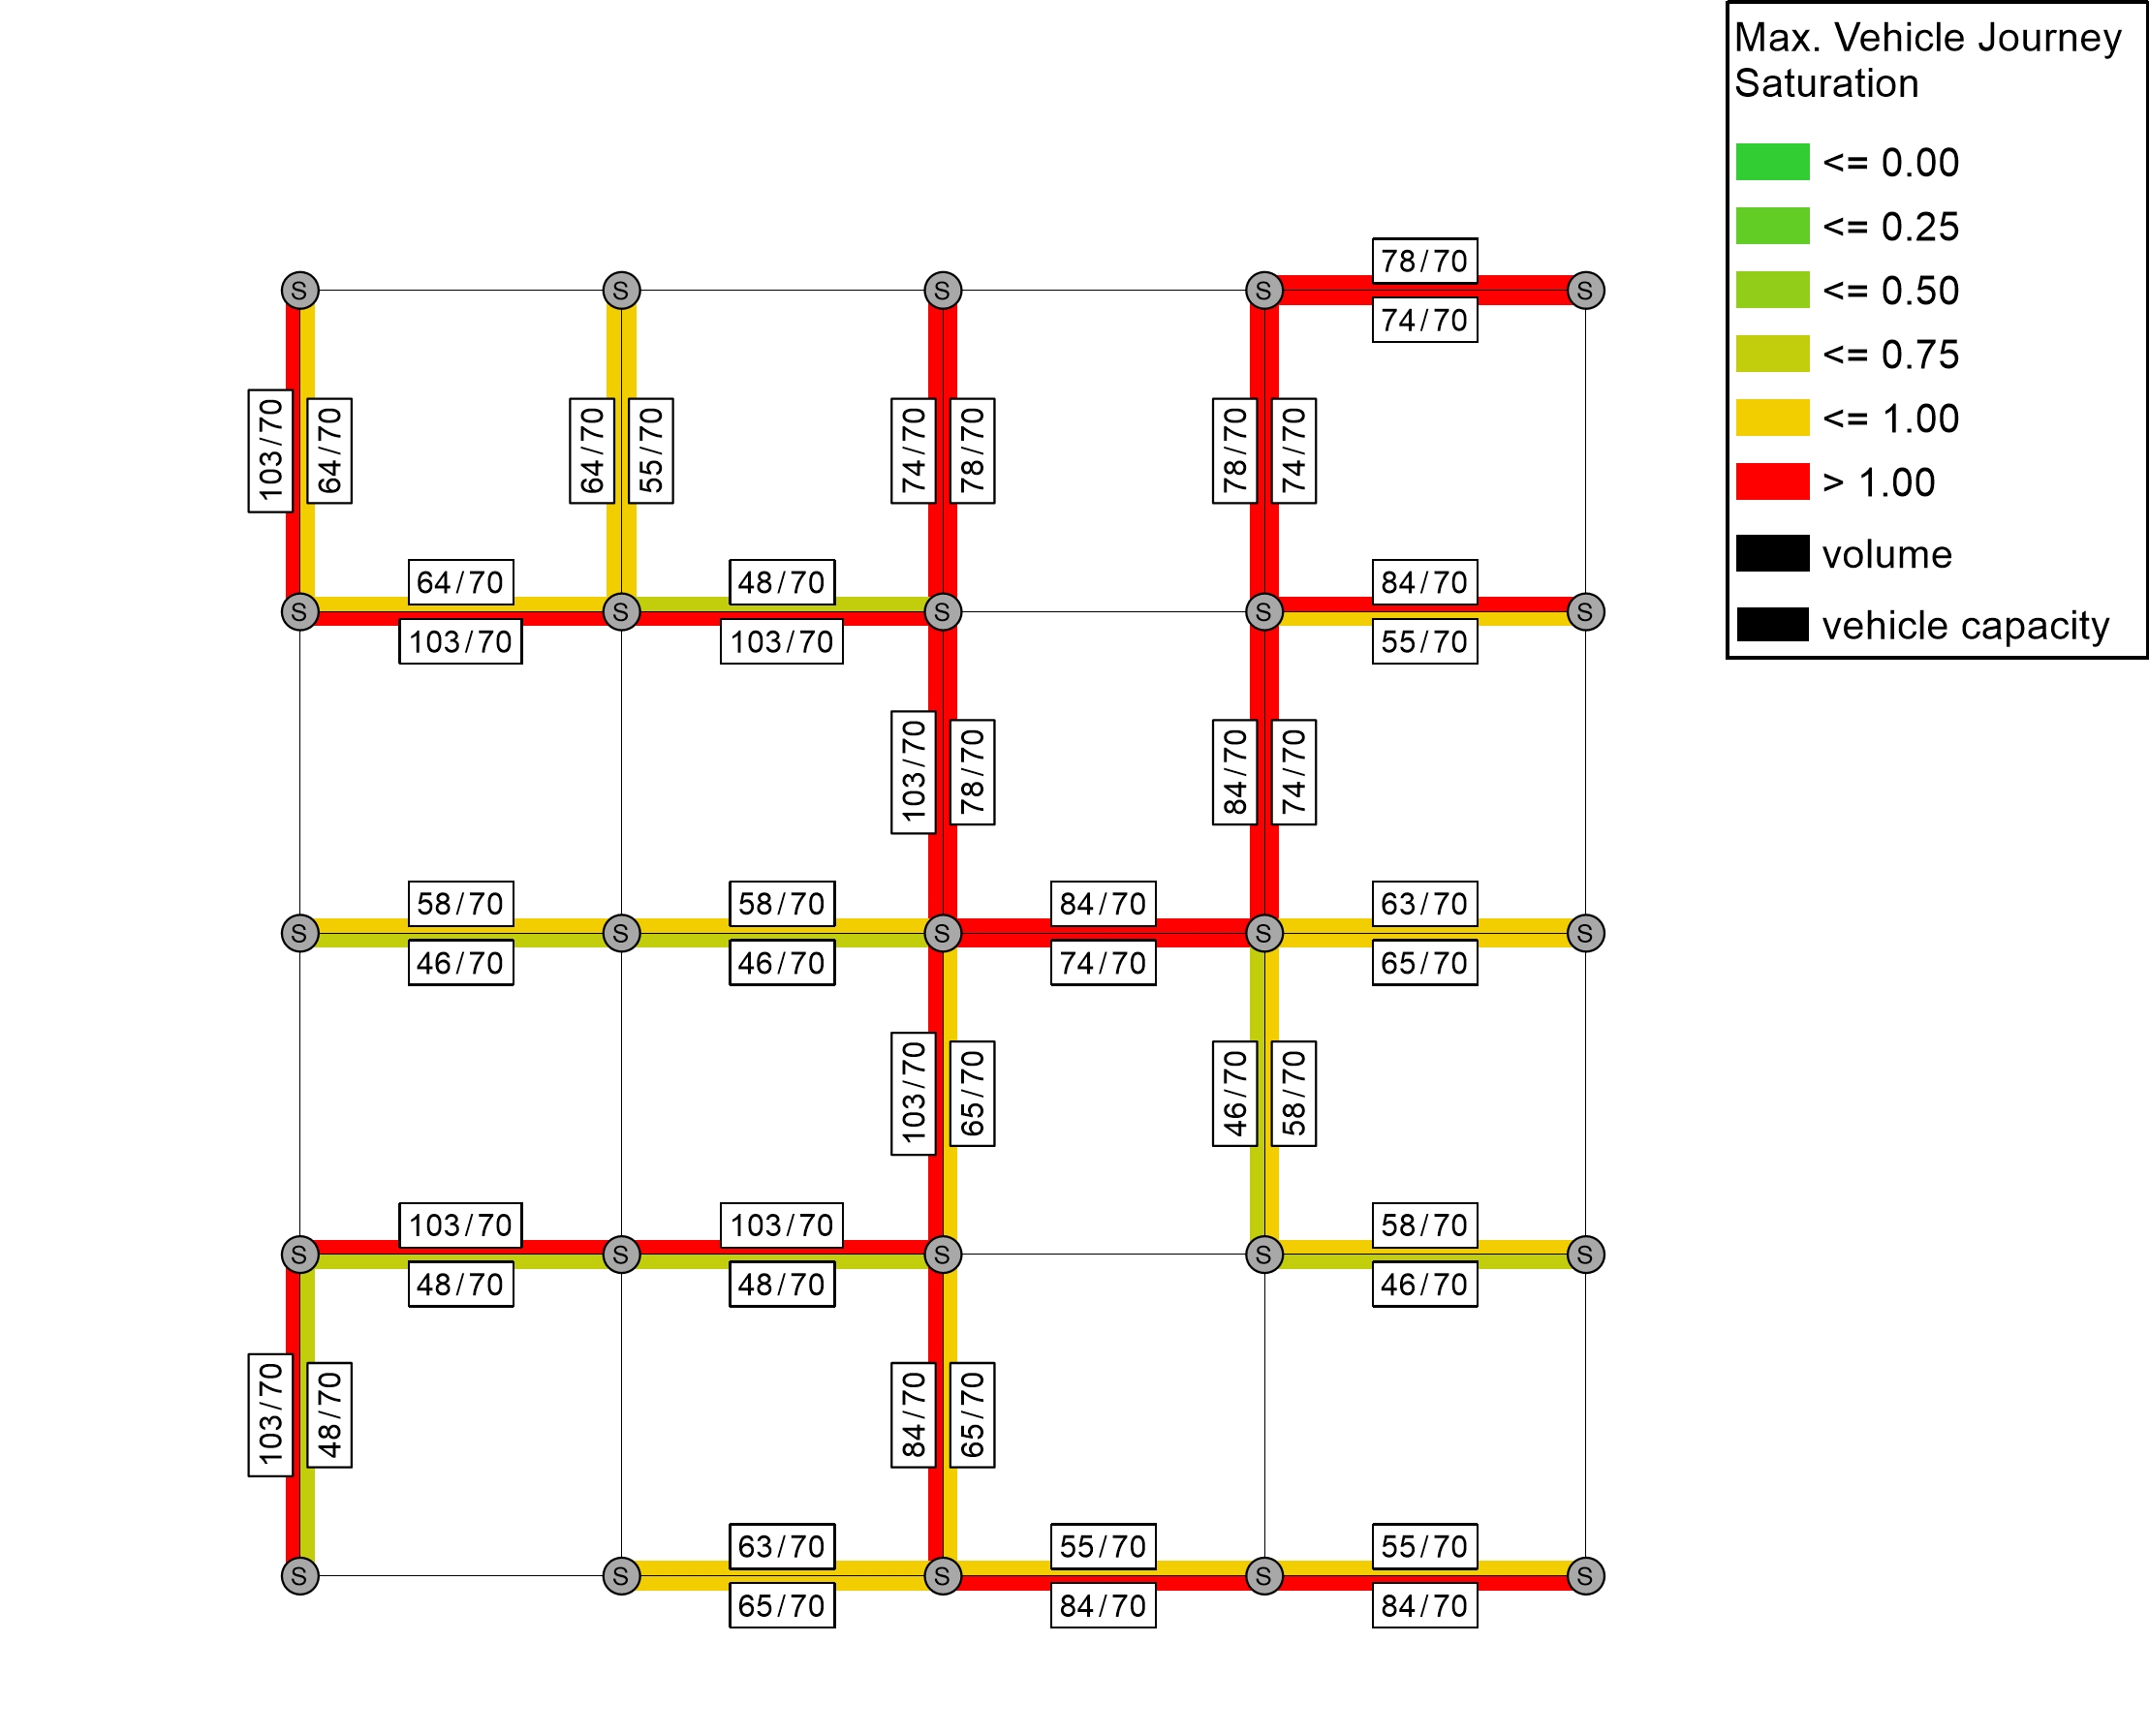 Max. Vehicle Journey
Saturation
<= 0.00
<= 0.25
<= 0.50
<= 0.75
<= 1.00
> 1.00
volume
vehicle capacity
78/70
S S S S S
74/70
103/70 64/70 64/70 55/70 74/70 78/70 78/70 74/70
64/70 48/70 84/70
S S S S S
103/70 103/70 55/70
103/70 78/70 84/70 74/70
58/70 58/70 84/70 63/70
S S S S S
46/70 46/70 74/70 65/70
103/70 65/70 46/70 58/70
103/70 103/70 58/70
S S S S S
48/70 48/70 46/70
103/70 48/70 84/70 65/70
63/70 55/70 55/70
S S S S S
65/70 84/70 84/70